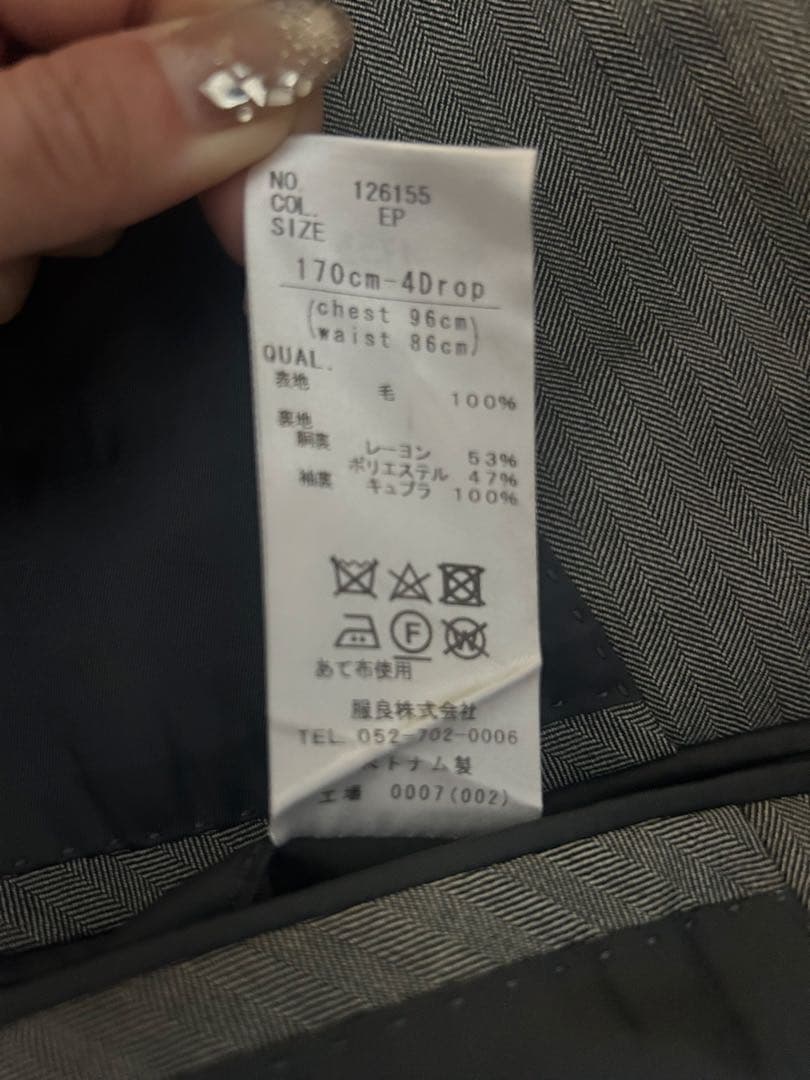 NO. 126155
COL. EP
SIZE
170cm-4Drop
(chest 96cm)
(waist 86cm)
QUAL.
表地 毛 100%
裏地
胴裏 レーヨン 53%
ポリエステル 47%
袖裏 キュプラ 100%
F W
あて布使用
服良株式会社
TEL 052-702-0006
ベトナム製
工場 0007(002)